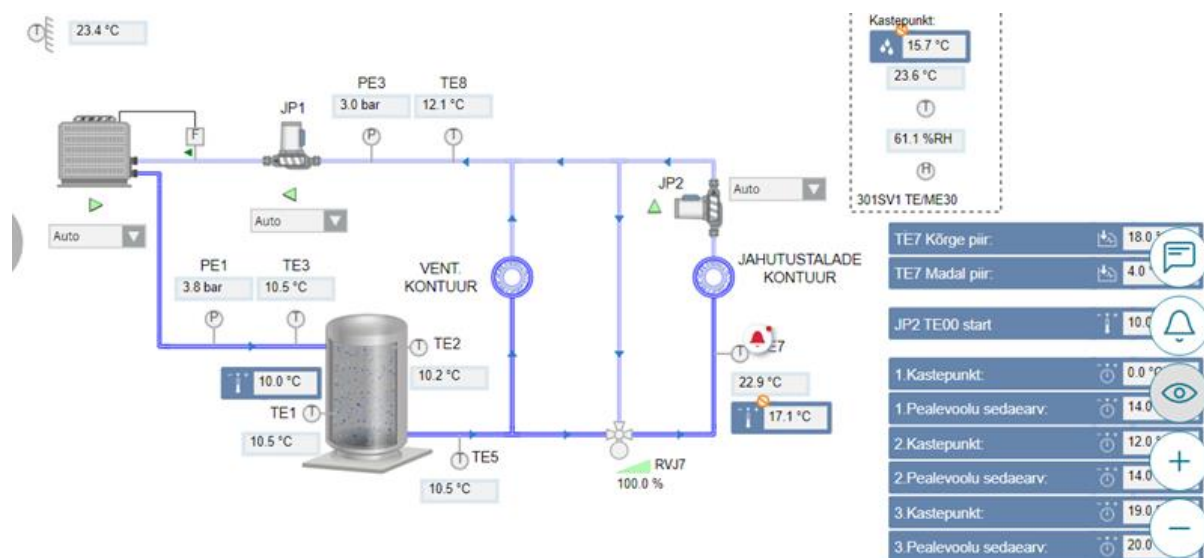 T
23.4 °C
Kastepunkt:
15.7 °C
23.6 °C
T
61.1 %RH
H
301SV1 TE/ME30
PE3
TE8
JP1
3.0 bar
12.1 °C
F
P
T
JP2
Auto
Auto
Auto
PE1
TE3
3.8 bar
10.5 °C
P
T
VENT.
KONTUUR
JAHUTUSTALADE
KONTUUR
T
TE2
10.2 °C
10.0 °C
TE1
T
10.5 °C
T
TE5
10.5 °C
RVJ7
100.0 %
T
22.9 °C
17.1 °C
TE7 Kõrge piir:
18.0
TE7 Madal piir:
4.0
JP2 TE00 start
10.0
1.Kastepunkt:
0.0 °C
1.Pealevoolu sedaearv:
14.0
2.Kastepunkt:
12.0
2.Pealevoolu sedaearv:
14.0
3.Kastepunkt:
19.0
3.Pealevoolu sedaearv:
20.0